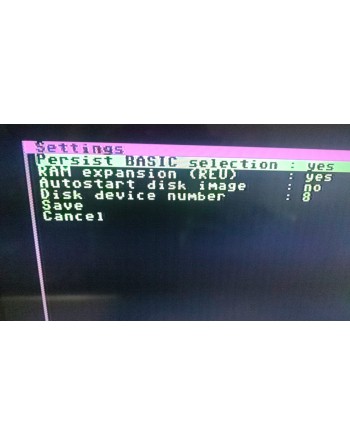 Settings
Persist BASIC selection : yes
RAM expansion (REU) : yes
Autostart disk image : no
Disk device number : 8
Save
Cancel